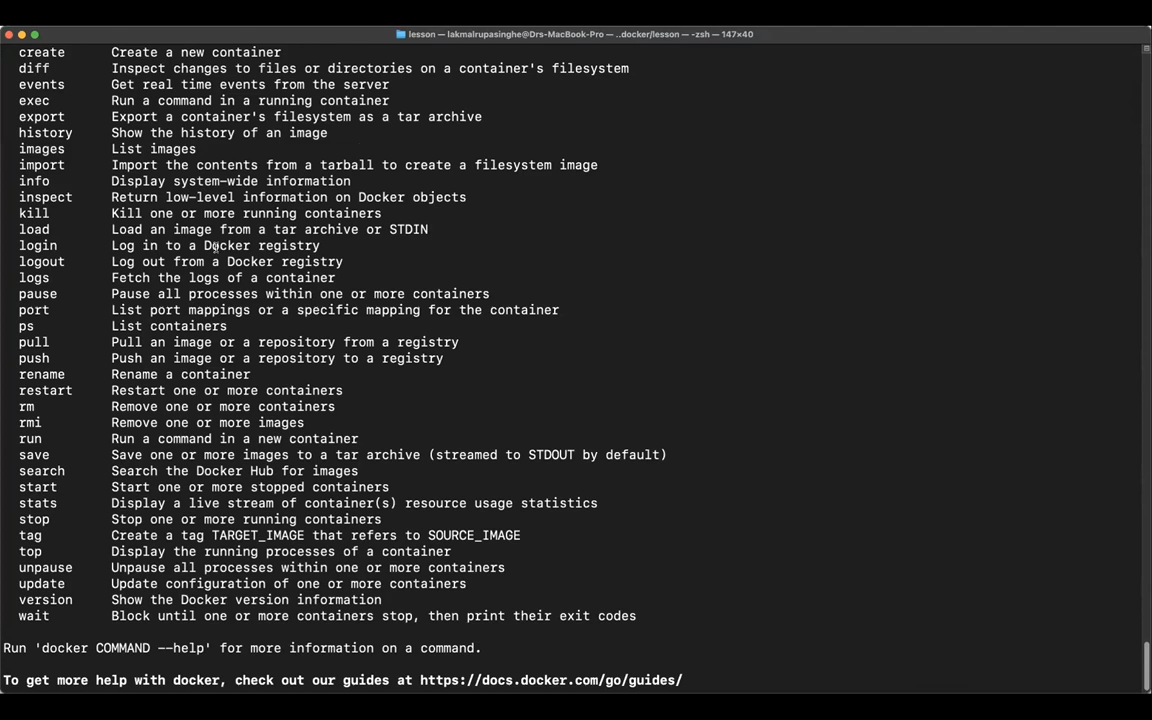 lesson — lakmalrupasinghe@Drs-MacBook-Pro — ..docker/lesson — -zsh — 147×40
create Create a new container
diff Inspect changes to files or directories on a container's filesystem
events Get real time events from the server
exec Run a command in a running container
export Export a container's filesystem as a tar archive
history Show the history of an image
images List images
import Import the contents from a tarball to create a filesystem image
info Display system-wide information
inspect Return low-level information on Docker objects
kill Kill one or more running containers
load Load an image from a tar archive or STDIN
login Log in to a Docker registry
logout Log out from a Docker registry
logs Fetch the logs of a container
pause Pause all processes within one or more containers
port List port mappings or a specific mapping for the container
ps List containers
pull Pull an image or a repository from a registry
push Push an image or a repository to a registry
rename Rename a container
restart Restart one or more containers
rm Remove one or more containers
rmi Remove one or more images
run Run a command in a new container
save Save one or more images to a tar archive (streamed to STDOUT by default)
search Search the Docker Hub for images
start Start one or more stopped containers
stats Display a live stream of container(s) resource usage statistics
stop Stop one or more running containers
tag Create a tag TARGET_IMAGE that refers to SOURCE_IMAGE
top Display the running processes of a container
unpause Unpause all processes within one or more containers
update Update configuration of one or more containers
version Show the Docker version information
wait Block until one or more containers stop, then print their exit codes
Run 'docker COMMAND --help' for more information on a command.
To get more help with docker, check out our guides at https://docs.docker.com/go/guides/